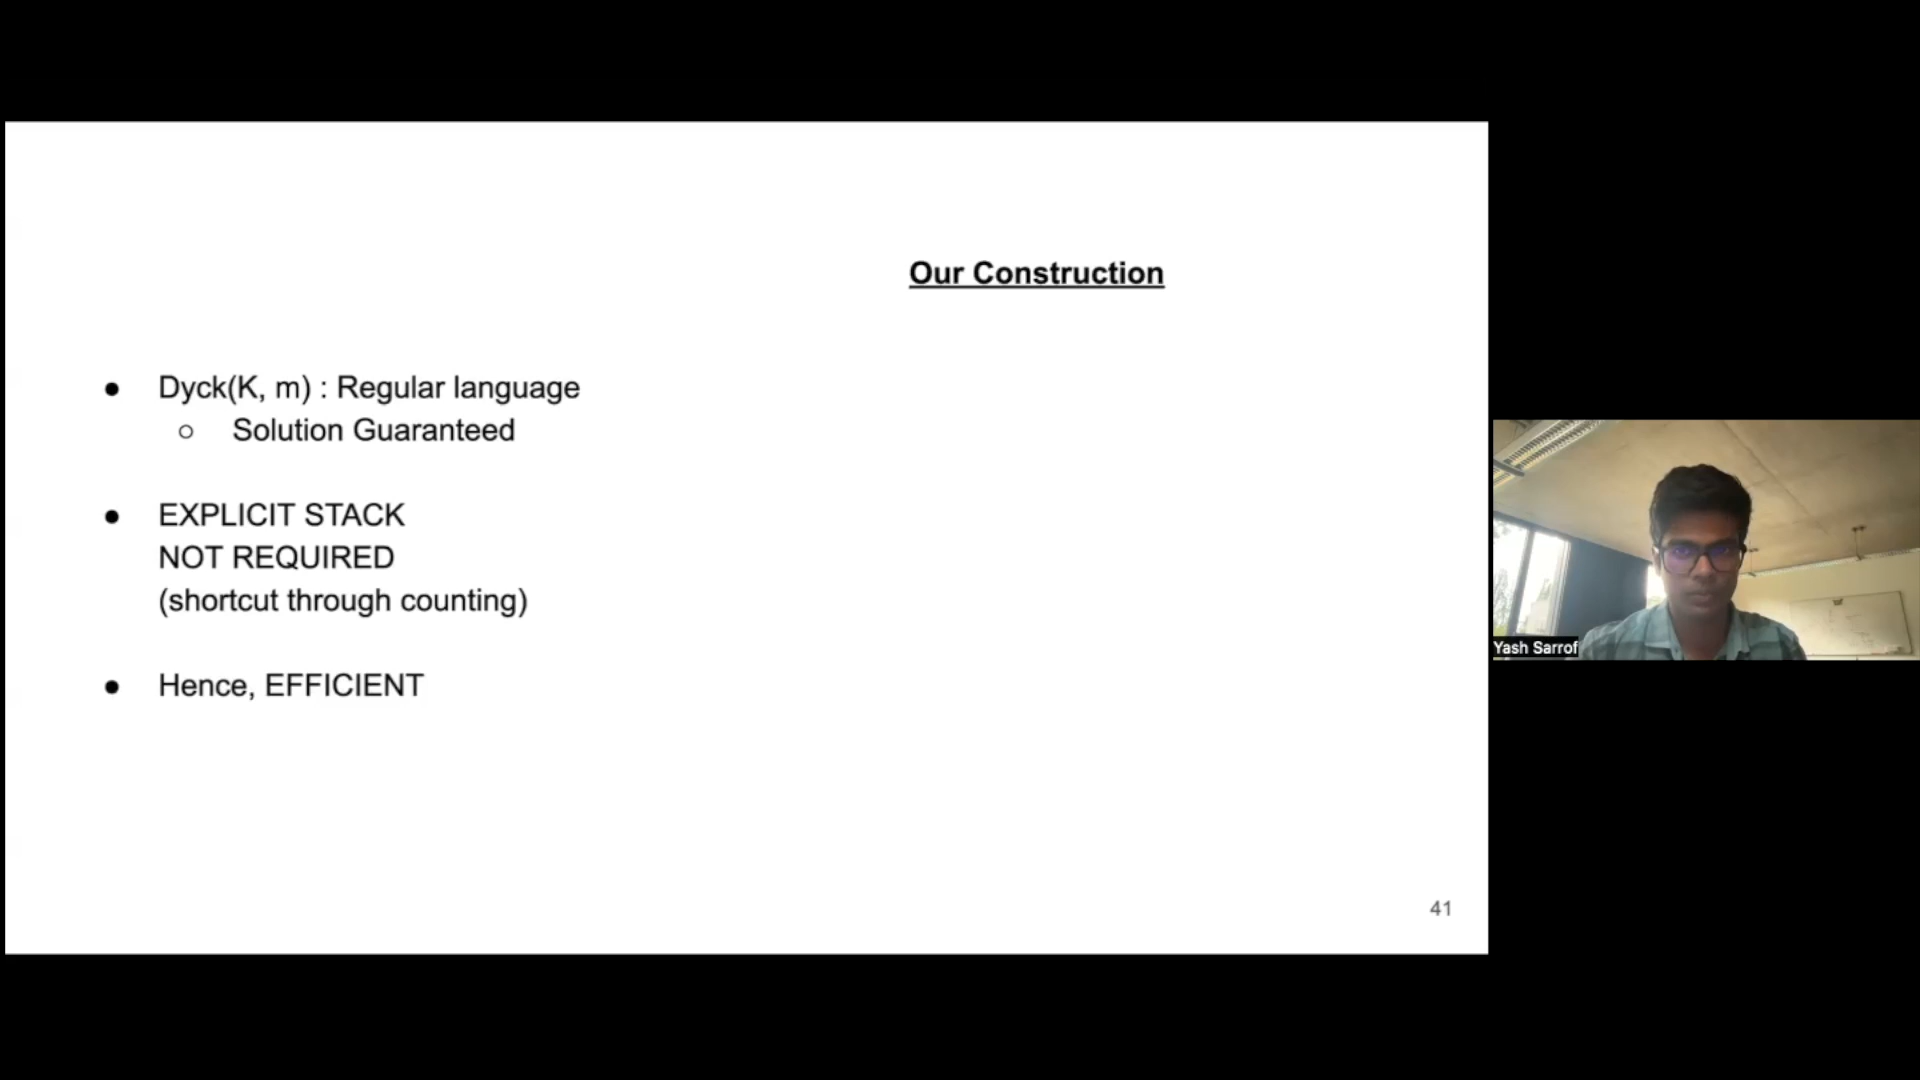 Our Construction
● Dyck(K, m) : Regular language
○ Solution Guaranteed
● EXPLICIT STACK
NOT REQUIRED
(shortcut through counting)
● Hence, EFFICIENT
41
Yash Sarrof